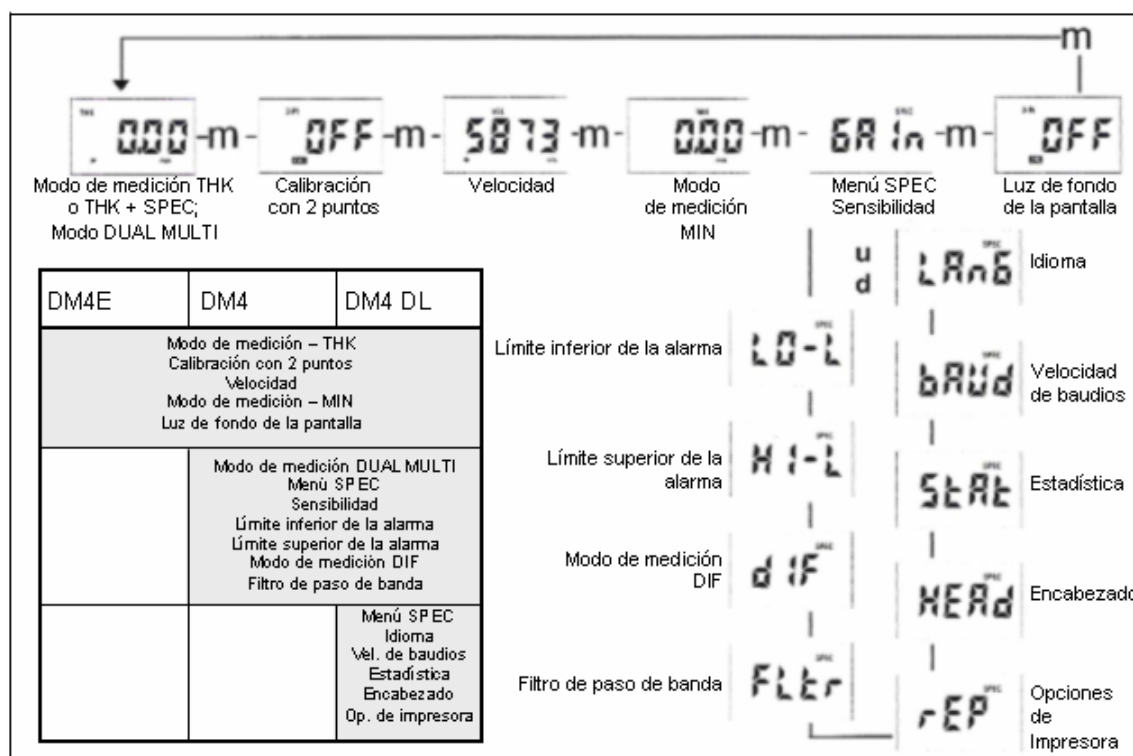 m
0.00 -m- OFF -m- 5873 -m- 0.00 -m- GAIn -m- OFF
Modo de medición THK
o THK + SPEC;
Modo DUAL MULTI
Calibración
con 2 puntos
Velocidad
Modo
de medición
MIN
Menú SPEC
Sensibilidad
Luz de fondo
de la pantalla
DM4E DM4 DM4 DL
Modo de medición – THK
Calibración con 2 puntos
Velocidad
Modo de medición – MIN
Luz de fondo de la pantalla
Modo de medición DUAL MULTI
Menú SPEC
Sensibilidad
Límite inferior de la alarma
Límite superior de la alarma
Modo de medición DIF
Filtro de paso de banda
Menú SPEC
Idioma
Vel. de baudios
Estadística
Encabezado
Op. de impresora
u
d
Límite inferior de la alarma
LO-L
Límite superior de la
alarma
HI-L
Modo de medición
DIF
dIF
Filtro de paso de banda
FLtr
SPEC
LAnG
Idioma
SPEC
bAUd
Velocidad
de baudios
SPEC
StAt
Estadística
SPEC
HEAd
Encabezado
SPEC
rEP
Opciones
de
Impresora